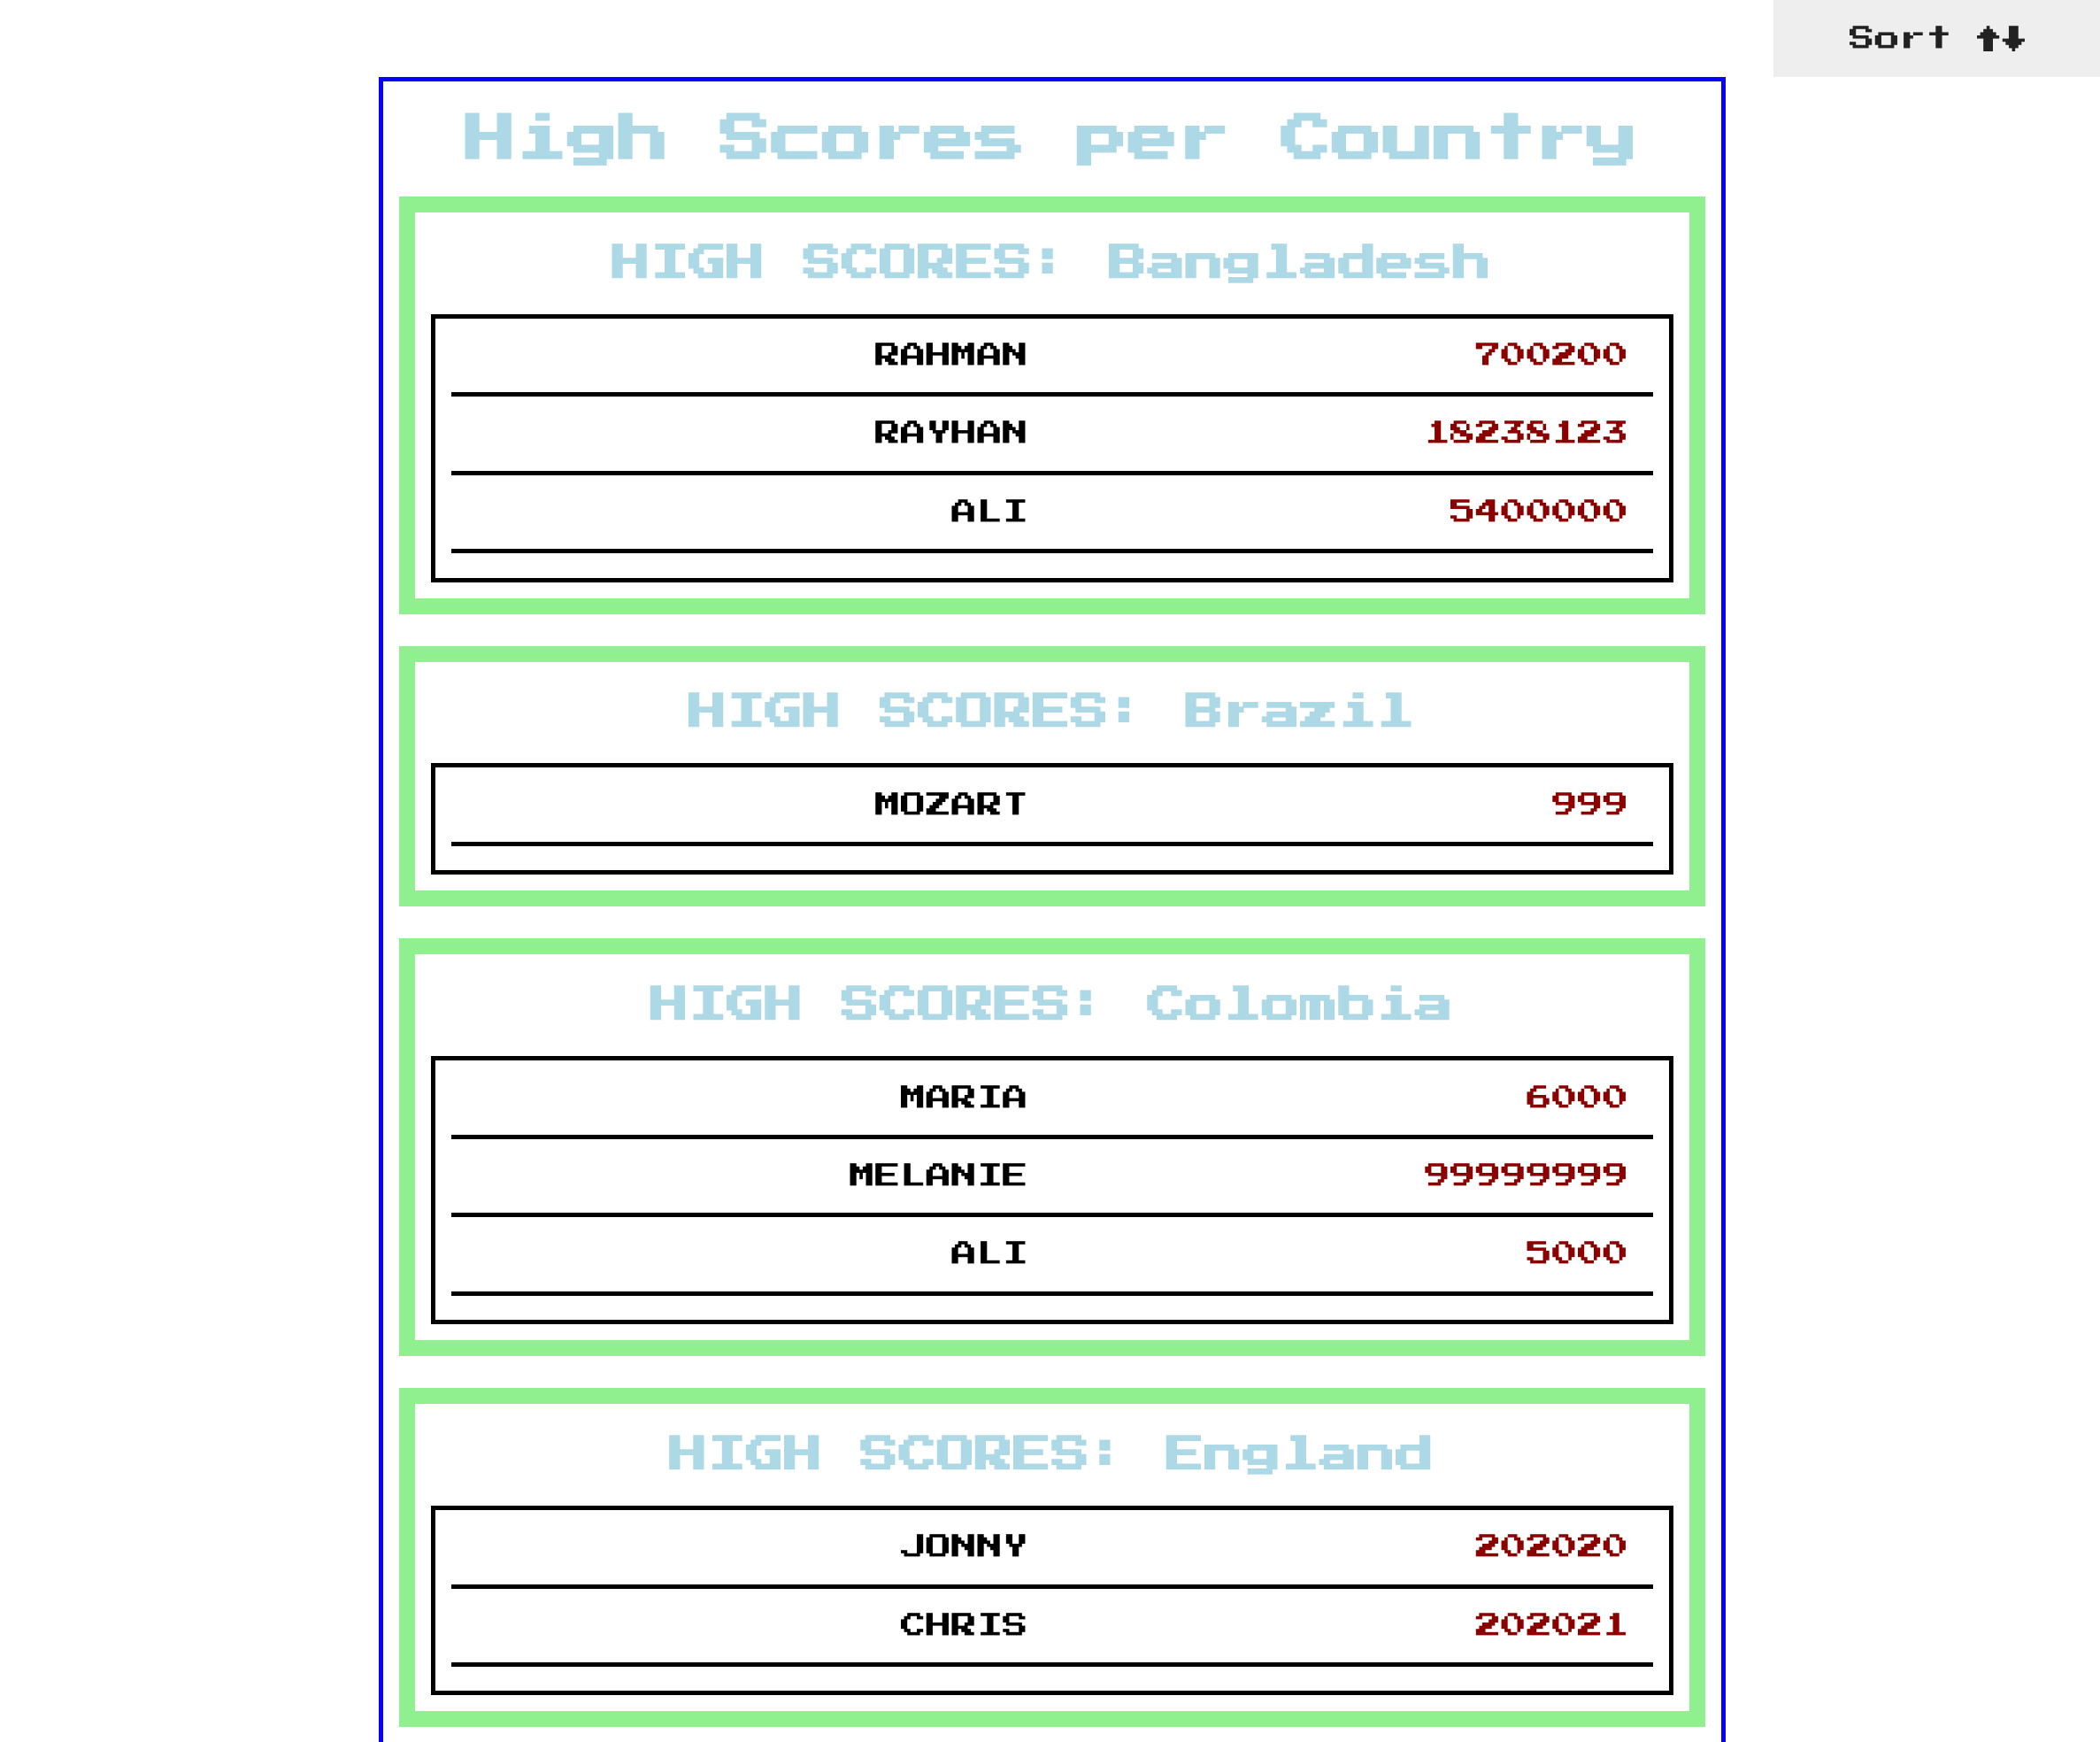 Sort ⬆⬇
High Scores per Country
HIGH SCORES: Bangladesh
RAHMAN 700200
RAYHAN 18238123
ALI 5400000
HIGH SCORES: Brazil
MOZART 999
HIGH SCORES: Colombia
MARIA 6000
MELANIE 99999999
ALI 5000
HIGH SCORES: England
JONNY 202020
CHRIS 202021